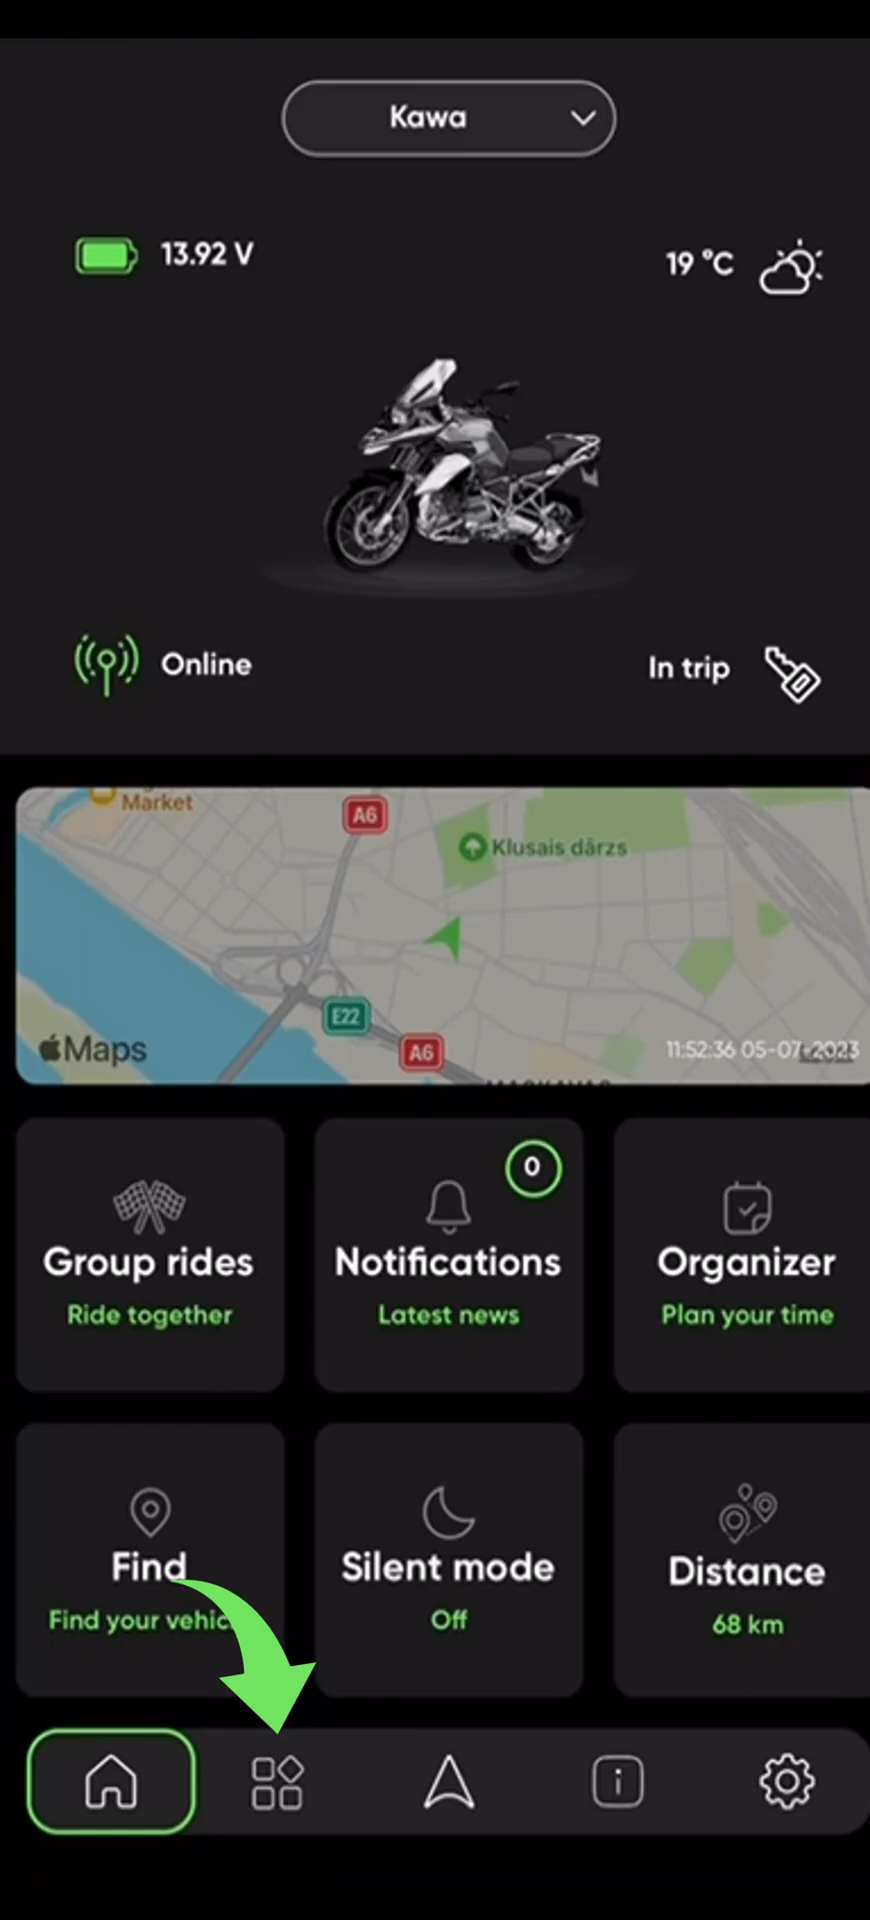 Kawa
13.92 V
19 °C
Online
In trip
Market
A6
Klusais dārzs
E22
A6
Maps
11:52:36 05-07-2023
Group rides
Ride together
Notifications
0
Latest news
Organizer
Plan your time
Find
Find your
Silent mode
Off
Distance
68 km